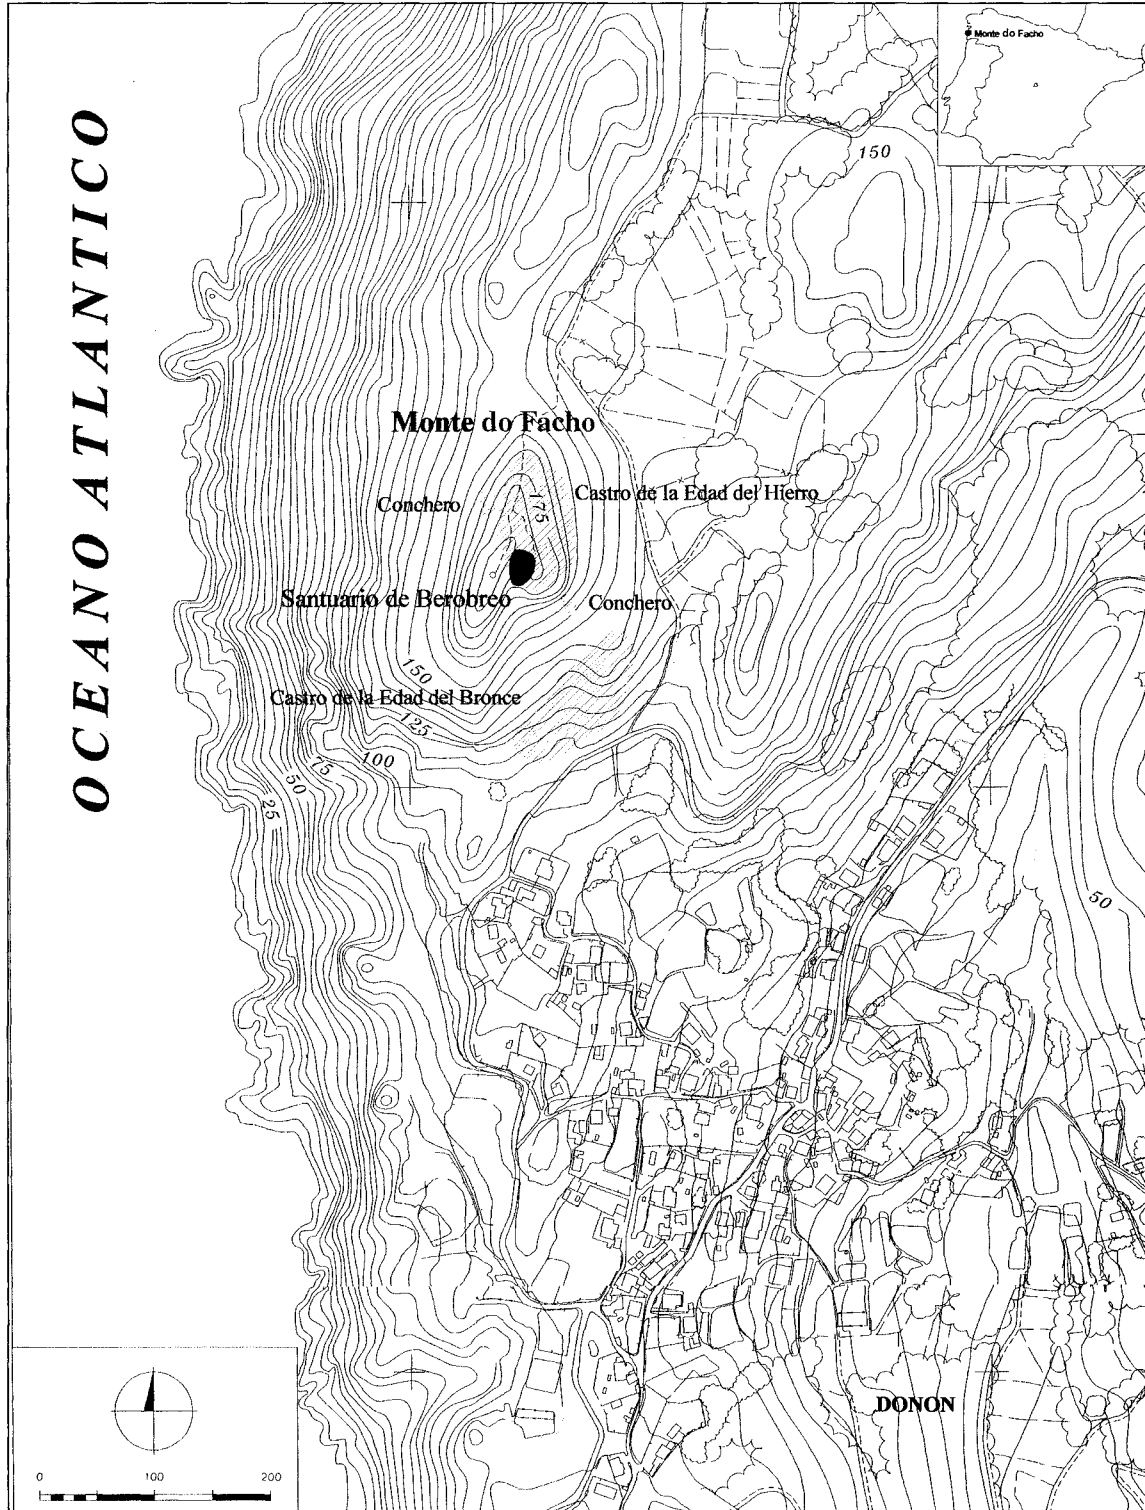 Monte do Facho
150
OCEANO ATLANTICO
Monte do Facho
175
Conchero
Castro de la Edad del Hierro
Santuario de Berobreo
Conchero
150
Castro de la Edad del Bronce
125
100
75
50
25
50
DONON
0 100 200